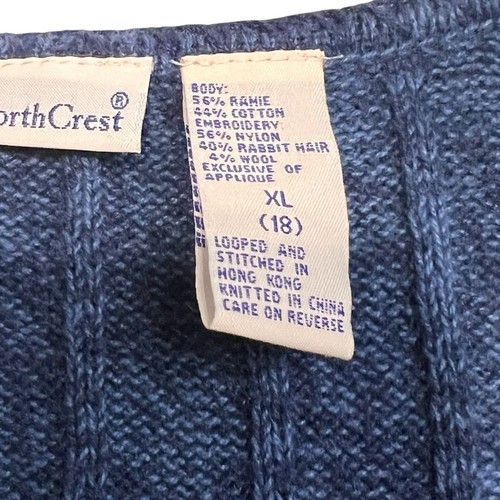 orthCrest®
BODY:
56% RAMIE
44% COTTON
EMBROIDERY:
56% NYLON
40% RABBIT HAIR
4% WOOL
EXCLUSIVE OF
APPLIQUE
XL
(18)
LOOPED AND
STITCHED IN
HONG KONG
KNITTED IN CHINA
CARE ON REVERSE